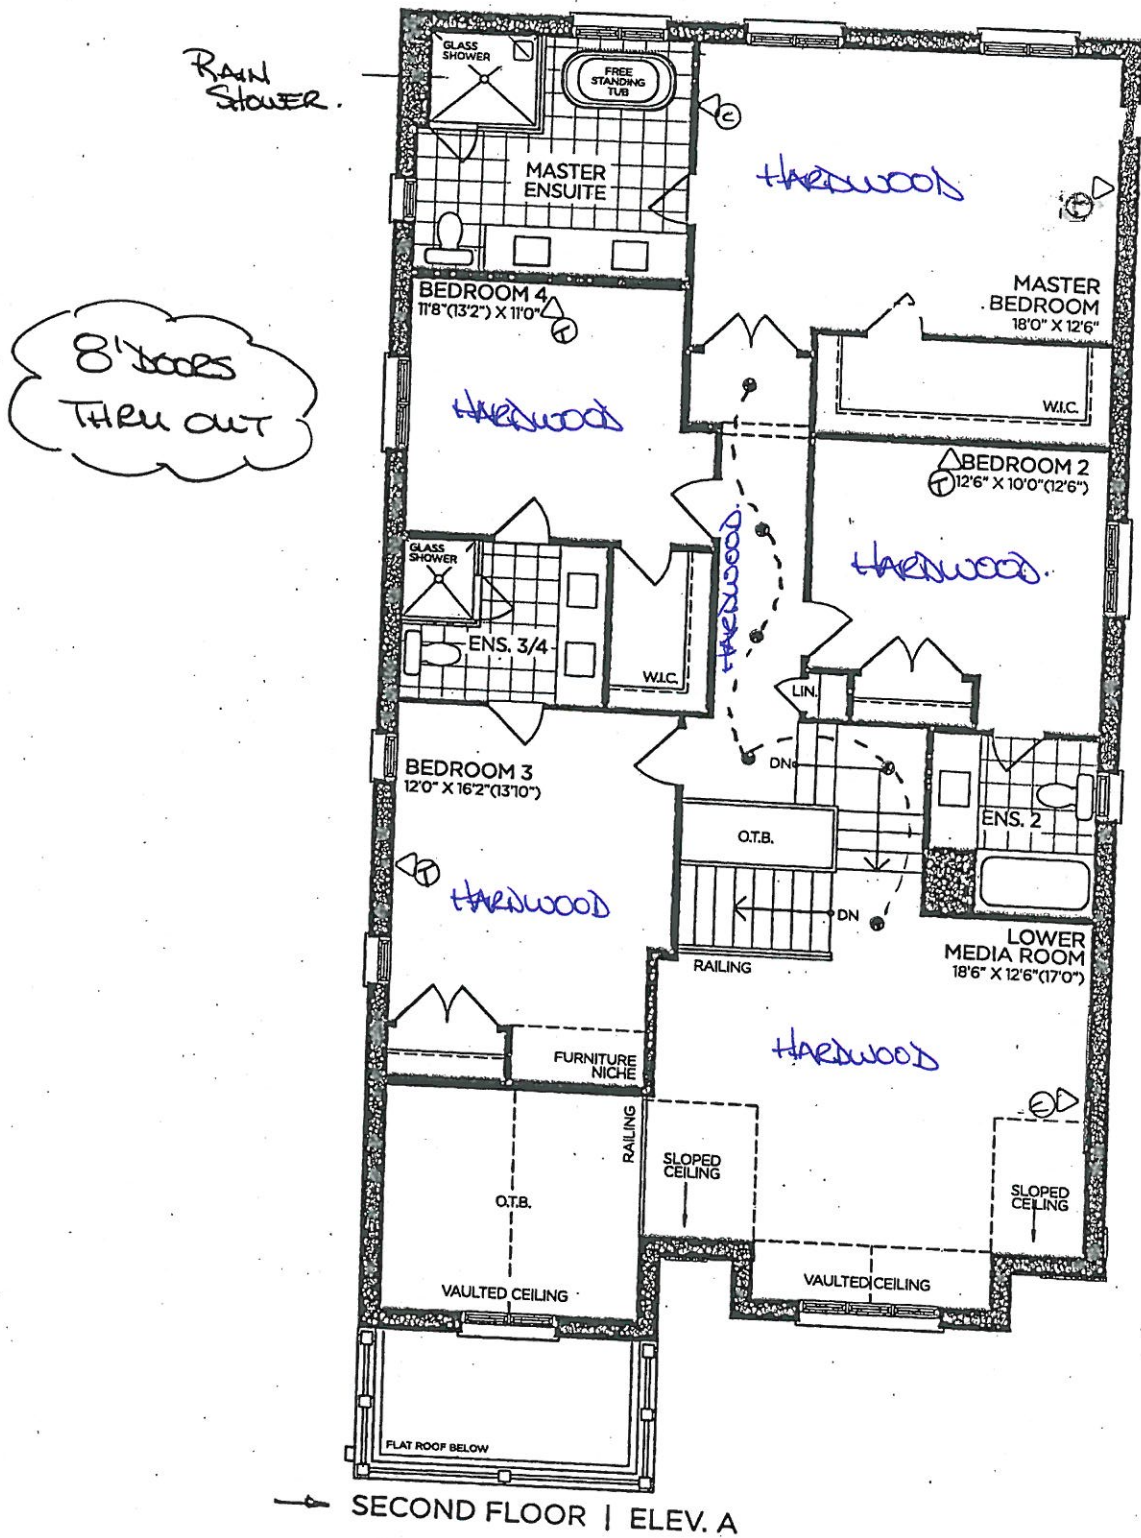 RAIN
SHOWER.
GLASS
SHOWER
FREE
STANDING
TUB
C
MASTER
ENSUITE
HARDWOOD
T
MASTER
BEDROOM
18'0" X 12'6"
BEDROOM 4
11'8"(13'2") X 11'0"
T
8' DOORS
THRU OUT
HARDWOOD
W.I.C.
BEDROOM 2
T
12'6" X 10'0"(12'6")
HARDWOOD.
HARDWOOD.
GLASS
SHOWER
ENS. 3/4
W.I.C.
LIN.
BEDROOM 3
12'0" X 16'2"(13'10")
DN
O.T.B.
ENS. 2
T
HARDWOOD
DN
RAILING
LOWER
MEDIA ROOM
18'6" X 12'6"(17'0")
HARDWOOD
FURNITURE
NICHE
RAILING
SLOPED
CEILING
SLOPED
CEILING
O.T.B.
VAULTED CEILING
VAULTED CEILING
FLAT ROOF BELOW
SECOND FLOOR | ELEV. A